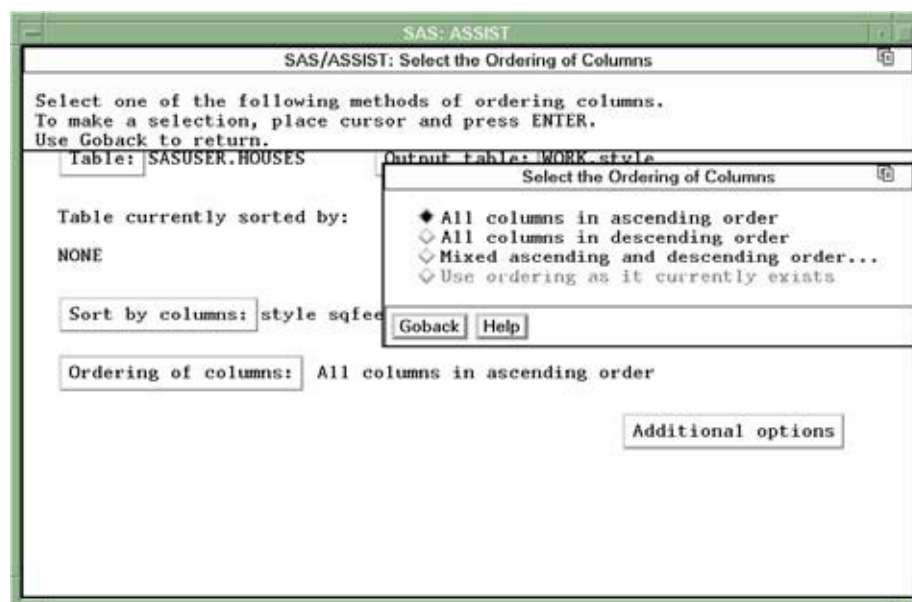 SAS: ASSIST
SAS/ASSIST: Select the Ordering of Columns
Select one of the following methods of ordering columns.
To make a selection, place cursor and press ENTER.
Use Goback to return.
Table: SASUSER.HOUSES Output table: WORK.style
Select the Ordering of Columns
Table currently sorted by:
All columns in ascending order
All columns in descending order
NONE
Mixed ascending and descending order...
Use ordering as it currently exists
Sort by columns: style sqfee
Goback Help
Ordering of columns: All columns in ascending order
Additional options